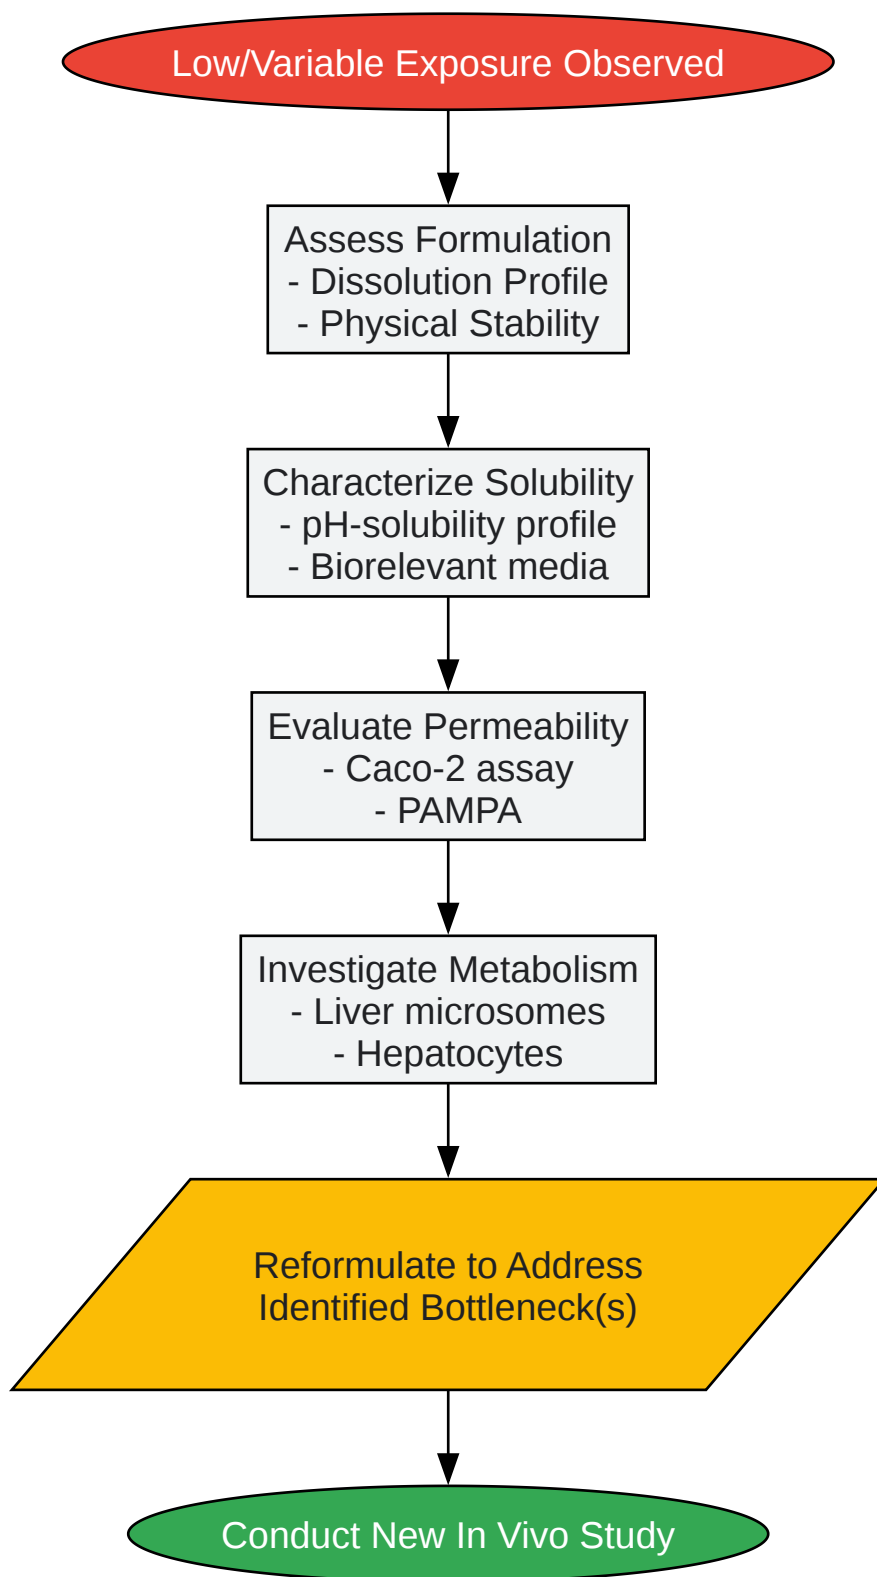 Low/Variable Exposure Observed
Assess Formulation
- Dissolution Profile
- Physical Stability
Characterize Solubility
- pH-solubility profile
- Biorelevant media
Evaluate Permeability
- Caco-2 assay
- PAMPA
Investigate Metabolism
- Liver microsomes
- Hepatocytes
Reformulate to Address
Identified Bottleneck(s)
Conduct New In Vivo Study